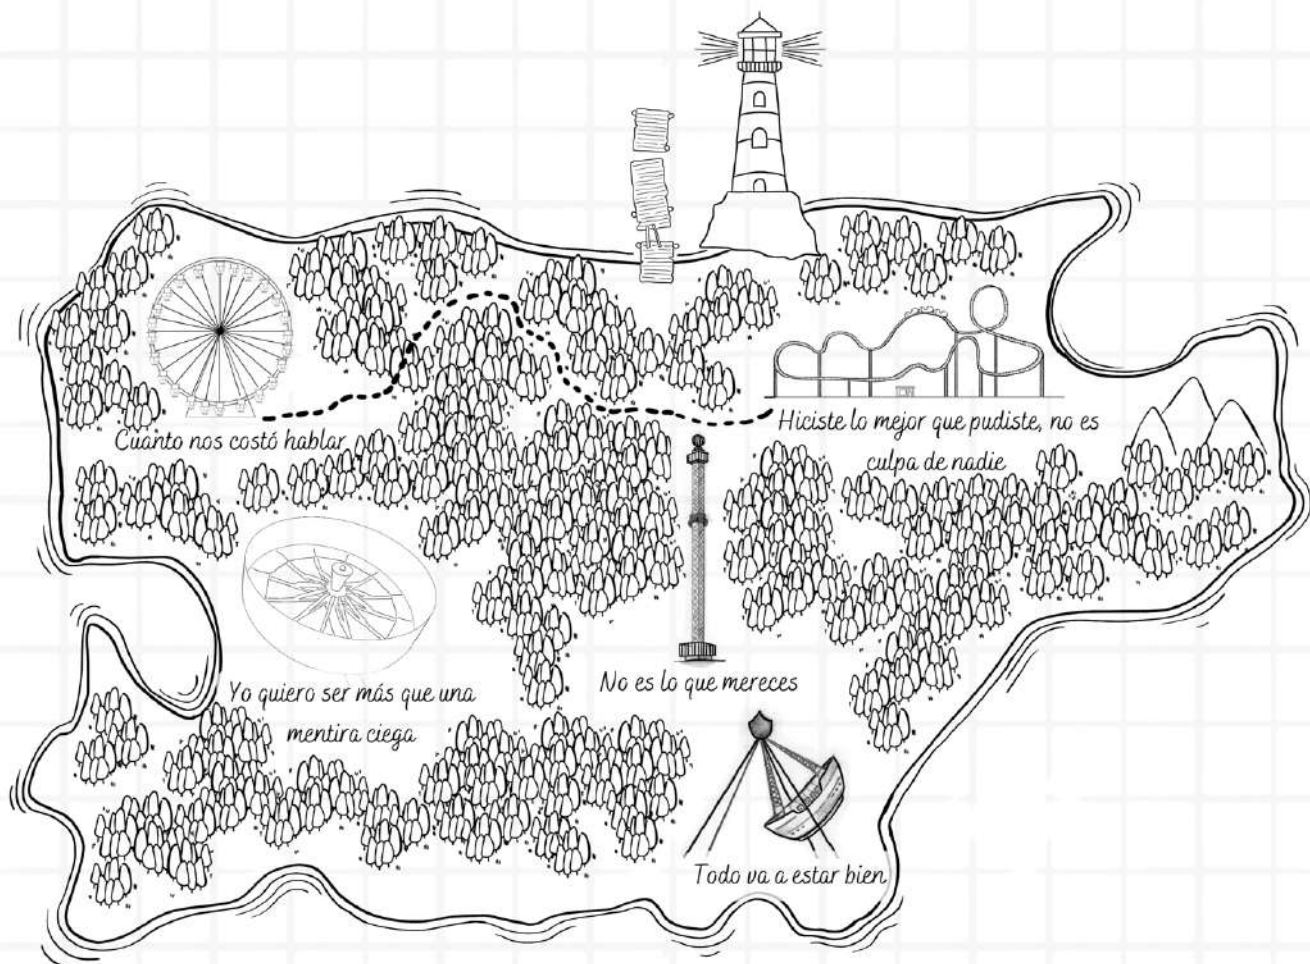 Cuanto nos costó hablar
Hiciste lo mejor que pudiste, no es
culpa de nadie
Yo quiero ser más que una
mentira ciega
No es lo que mereces
Todo va a estar bien